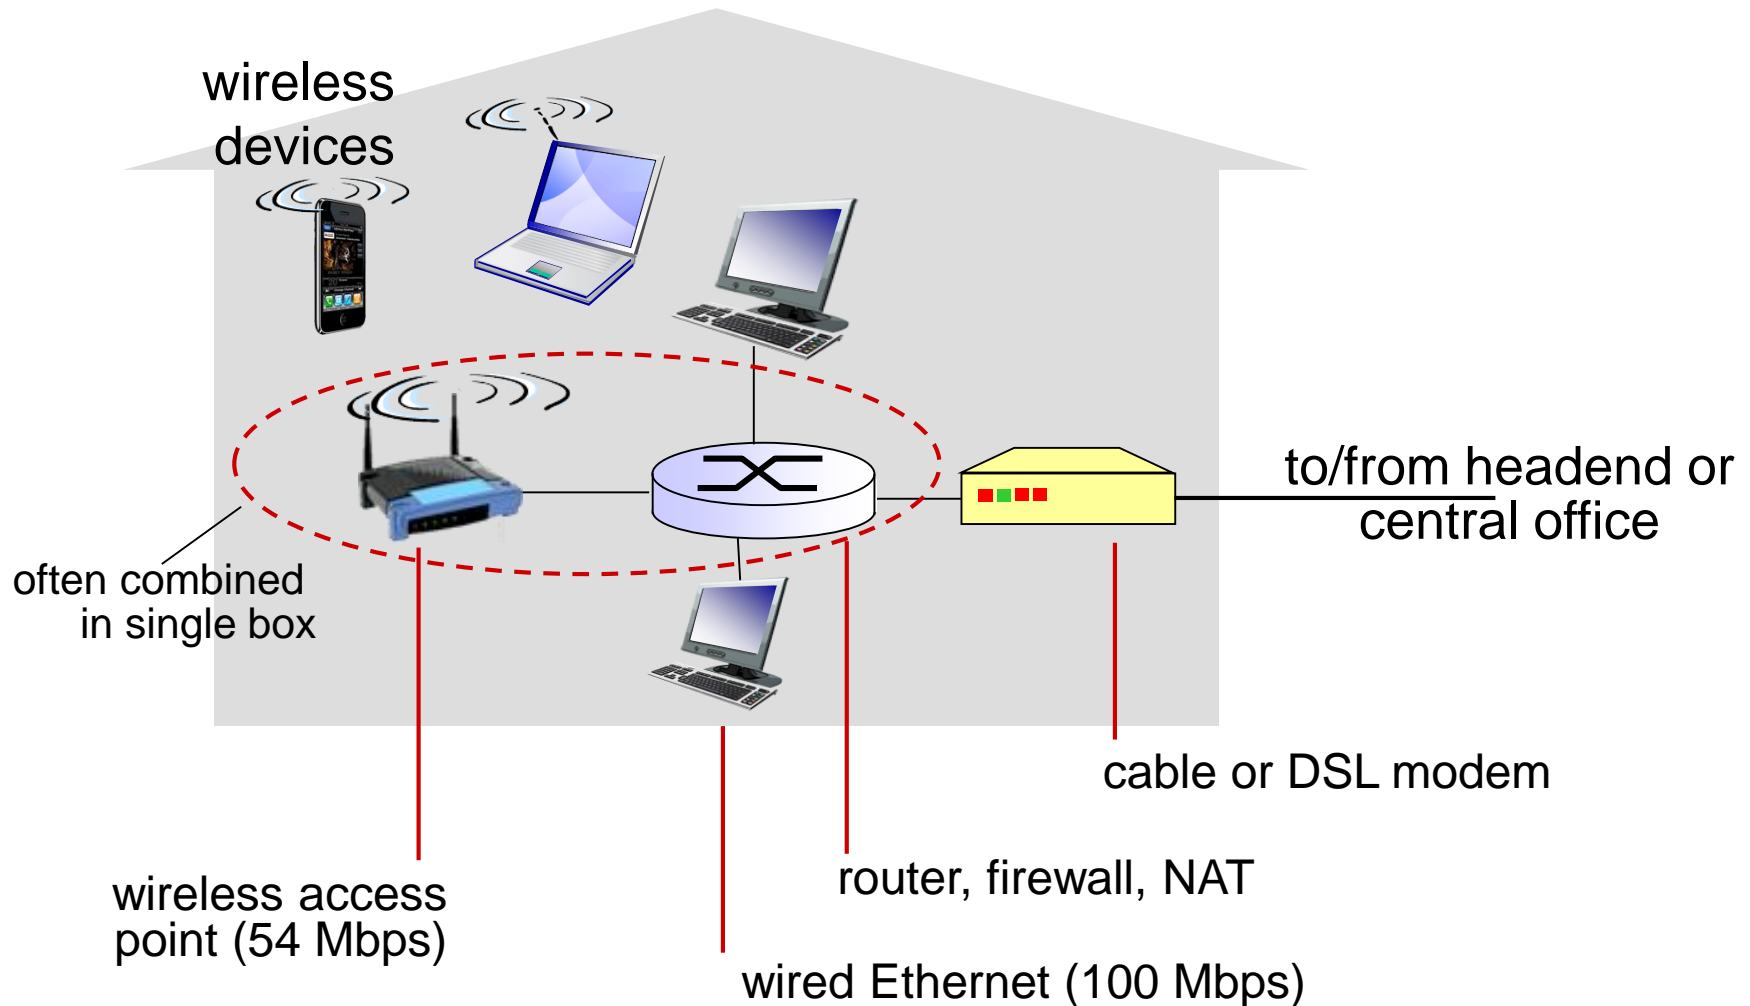 wireless
devices
to/from headend or
central office
often combined
in single box
cable or DSL modem
router, firewall, NAT
wireless access
point (54 Mbps)
wired Ethernet (100 Mbps)